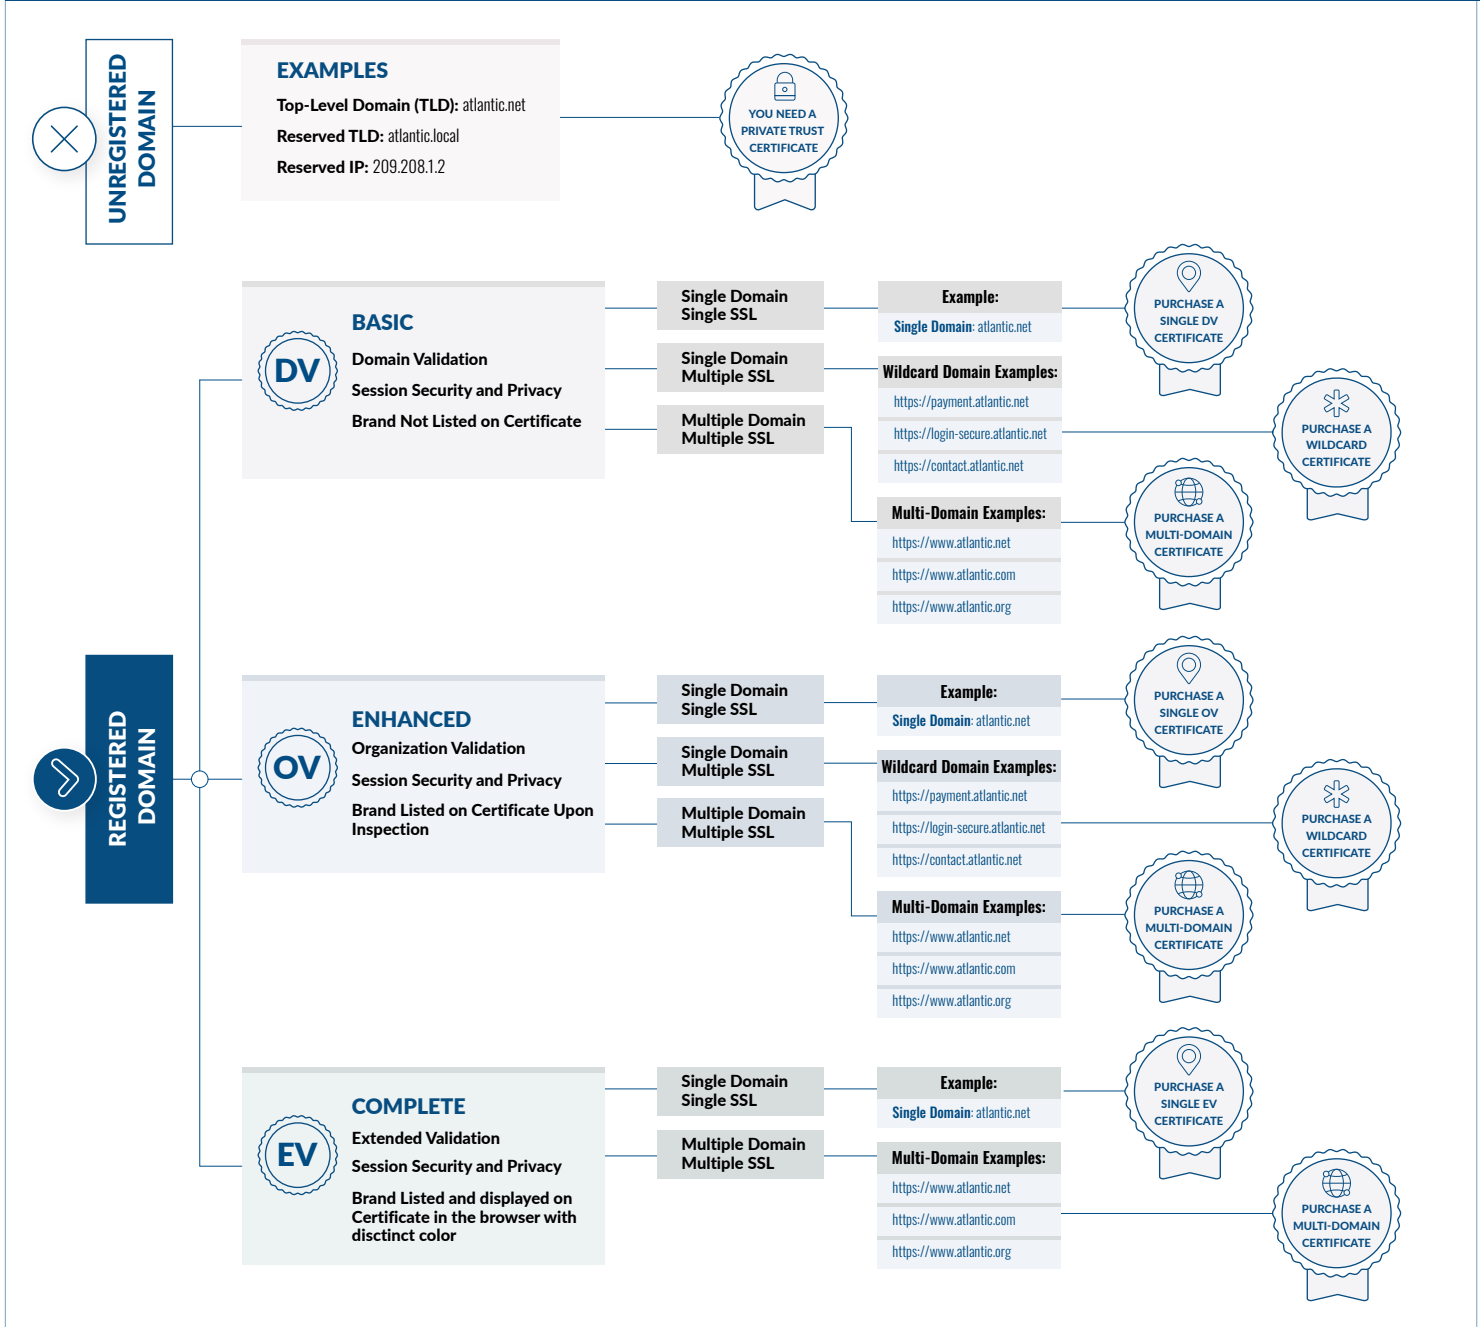 UNREGISTERED
DOMAIN
EXAMPLES
Top-Level Domain (TLD): atlantic.net
Reserved TLD: atlantic.local
Reserved IP: 209.208.1.2
YOU NEED A
PRIVATE TRUST
CERTIFICATE
REGISTERED
DOMAIN
DV
BASIC
Domain Validation
Session Security and Privacy
Brand Not Listed on Certificate
Single Domain
Single SSL
Example:
Single Domain: atlantic.net
PURCHASE A
SINGLE DV
CERTIFICATE
Single Domain
Multiple SSL
Wildcard Domain Examples:
https://payment.atlantic.net
https://login-secure.atlantic.net
https://contact.atlantic.net
PURCHASE A
WILDCARD
CERTIFICATE
Multiple Domain
Multiple SSL
Multi-Domain Examples:
https://www.atlantic.net
https://www.atlantic.com
https://www.atlantic.org
PURCHASE A
MULTI-DOMAIN
CERTIFICATE
OV
ENHANCED
Organization Validation
Session Security and Privacy
Brand Listed on Certificate Upon
Inspection
Single Domain
Single SSL
Example:
Single Domain: atlantic.net
PURCHASE A
SINGLE OV
CERTIFICATE
Single Domain
Multiple SSL
Wildcard Domain Examples:
https://payment.atlantic.net
https://login-secure.atlantic.net
https://contact.atlantic.net
PURCHASE A
WILDCARD
CERTIFICATE
Multiple Domain
Multiple SSL
Multi-Domain Examples:
https://www.atlantic.net
https://www.atlantic.com
https://www.atlantic.org
PURCHASE A
MULTI-DOMAIN
CERTIFICATE
EV
COMPLETE
Extended Validation
Session Security and Privacy
Brand Listed and displayed on
Certificate in the browser with
disctinct color
Single Domain
Single SSL
Example:
Single Domain: atlantic.net
PURCHASE A
SINGLE EV
CERTIFICATE
Multiple Domain
Multiple SSL
Multi-Domain Examples:
https://www.atlantic.net
https://www.atlantic.com
https://www.atlantic.org
PURCHASE A
MULTI-DOMAIN
CERTIFICATE